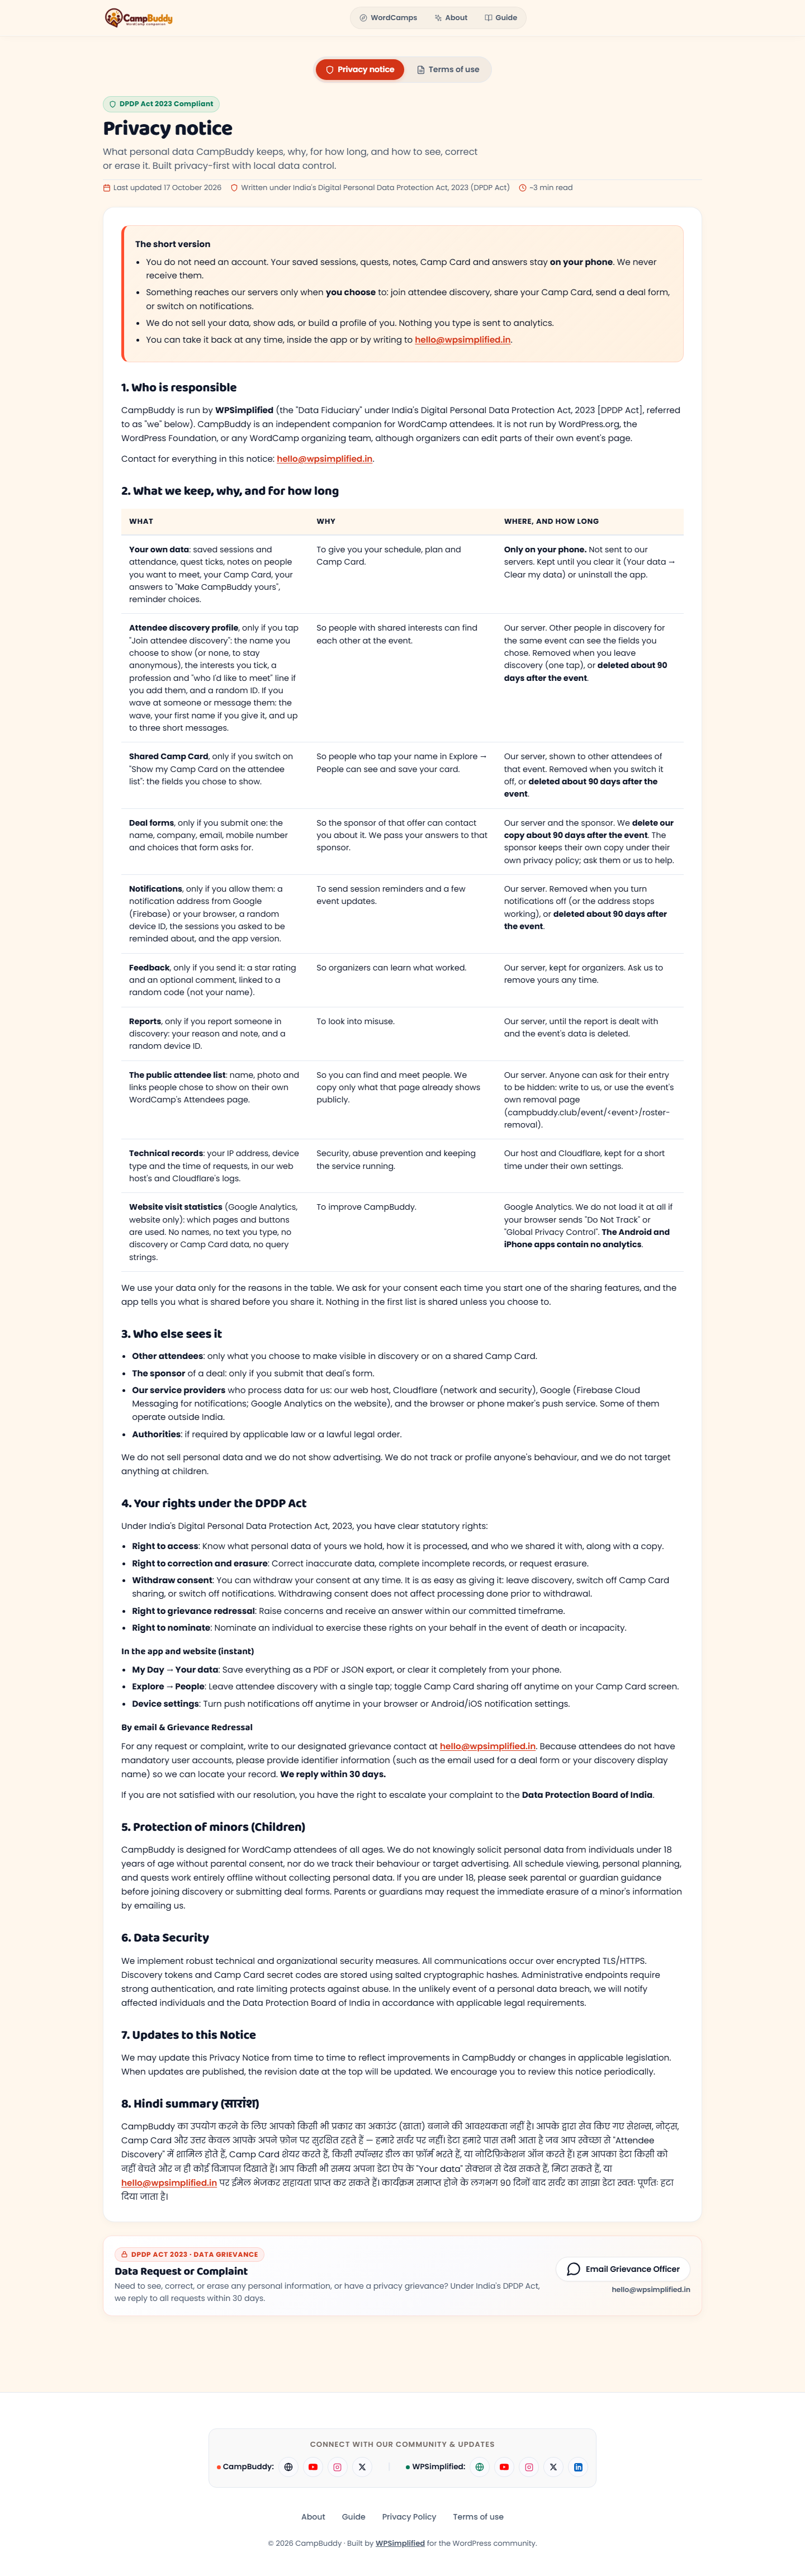 CampBuddy
WordCamp companion
WordCamps
About
Guide
Privacy notice
Terms of use
DPDP Act 2023 Compliant
Privacy notice
What personal data CampBuddy keeps, why, for how long, and how to see, correct
or erase it. Built privacy-first with local data control.
Last updated 17 October 2026 Written under India's Digital Personal Data Protection Act, 2023 (DPDP Act) ~3 min read
The short version
• You do not need an account. Your saved sessions, quests, notes, Camp Card and answers stay on your phone. We never
receive them.
• Something reaches our servers only when you choose to: join attendee discovery, share your Camp Card, send a deal form,
or switch on notifications.
• We do not sell your data, show ads, or build a profile of you. Nothing you type is sent to analytics.
• You can take it back at any time, inside the app or by writing to hello@wpsimplified.in.
1. Who is responsible
CampBuddy is run by WPSimplified (the "Data Fiduciary" under India's Digital Personal Data Protection Act, 2023 [DPDP Act], referred
to as "we" below). CampBuddy is an independent companion for WordCamp attendees. It is not run by WordPress.org, the
WordPress Foundation, or any WordCamp organizing team, although organizers can edit parts of their own event's page.
Contact for everything in this notice: hello@wpsimplified.in.
2. What we keep, why, and for how long
WHAT WHY WHERE, AND HOW LONG
Your own data: saved sessions and
attendance, quest ticks, notes on people
you want to meet, your Camp Card, your
answers to "Make CampBuddy yours",
reminder choices.
To give you your schedule, plan and
Camp Card.
Only on your phone. Not sent to our
servers. Kept until you clear it (Your data →
Clear my data) or uninstall the app.
Attendee discovery profile, only if you tap
"Join attendee discovery": the name you
choose to show (or none, to stay
anonymous), the interests you tick, a
profession and "who I'd like to meet" line if
you add them, and a random ID. If you
wave at someone or message them: the
wave, your first name if you give it, and up
to three short messages.
So people with shared interests can find
each other at the event.
Our server. Other people in discovery for
the same event can see the fields you
chose. Removed when you leave
discovery (one tap), or deleted about 90
days after the event.
Shared Camp Card, only if you switch on
"Show my Camp Card on the attendee
list": the fields you chose to show.
So people who tap your name in Explore →
People can see and save your card.
Our server, shown to other attendees of
that event. Removed when you switch it
off, or deleted about 90 days after the
event.
Deal forms, only if you submit one: the
name, company, email, mobile number
and choices that form asks for.
So the sponsor of that offer can contact
you about it. We pass your answers to that
sponsor.
Our server and the sponsor. We delete our
copy about 90 days after the event. The
sponsor keeps their own copy under their
own privacy policy; ask them or us to help.
Notifications, only if you allow them: a
notification address from Google
(Firebase) or your browser, a random
device ID, the sessions you asked to be
reminded about, and the app version.
To send session reminders and a few
event updates.
Our server. Removed when you turn
notifications off (or the address stops
working), or deleted about 90 days after
the event.
Feedback, only if you send it: a star rating
and an optional comment, linked to a
random code (not your name).
So organizers can learn what worked.
Our server, kept for organizers. Ask us to
remove yours any time.
Reports, only if you report someone in
discovery: your reason and note, and a
random device ID.
To look into misuse.
Our server, until the report is dealt with
and the event's data is deleted.
The public attendee list: name, photo and
links people chose to show on their own
WordCamp's Attendees page.
So you can find and meet people. We
copy only what that page already shows
publicly.
Our server. Anyone can ask for their entry
to be hidden: write to us, or use the event's
own removal page
(campbuddy.club/event/<event>/roster-
removal).
Technical records: your IP address, device
type and the time of requests, in our web
host's and Cloudflare's logs.
Security, abuse prevention and keeping
the service running.
Our host and Cloudflare, kept for a short
time under their own settings.
Website visit statistics (Google Analytics,
website only): which pages and buttons
are used. No names, no text you type, no
discovery or Camp Card data, no query
strings.
To improve CampBuddy.
Google Analytics. We do not load it at all if
your browser sends "Do Not Track" or
"Global Privacy Control". The Android and
iPhone apps contain no analytics.
We use your data only for the reasons in the table. We ask for your consent each time you start one of the sharing features, and the
app tells you what is shared before you share it. Nothing in the first list is shared unless you choose to.
3. Who else sees it
• Other attendees: only what you choose to make visible in discovery or on a shared Camp Card.
• The sponsor of a deal: only if you submit that deal's form.
• Our service providers who process data for us: our web host, Cloudflare (network and security), Google (Firebase Cloud
Messaging for notifications; Google Analytics on the website), and the browser or phone maker's push service. Some of them
operate outside India.
• Authorities: if required by applicable law or a lawful legal order.
We do not sell personal data and we do not show advertising. We do not track or profile anyone's behaviour, and we do not target
anything at children.
4. Your rights under the DPDP Act
Under India's Digital Personal Data Protection Act, 2023, you have clear statutory rights:
• Right to access: Know what personal data of yours we hold, how it is processed, and who we shared it with, along with a copy.
• Right to correction and erasure: Correct inaccurate data, complete incomplete records, or request erasure.
• Withdraw consent: You can withdraw your consent at any time. It is as easy as giving it: leave discovery, switch off Camp Card
sharing, or switch off notifications. Withdrawing consent does not affect processing done prior to withdrawal.
• Right to grievance redressal: Raise concerns and receive an answer within our committed timeframe.
• Right to nominate: Nominate an individual to exercise these rights on your behalf in the event of death or incapacity.
In the app and website (instant)
• My Day → Your data: Save everything as a PDF or JSON export, or clear it completely from your phone.
• Explore → People: Leave attendee discovery with a single tap; toggle Camp Card sharing off anytime on your Camp Card screen.
• Device settings: Turn push notifications off anytime in your browser or Android/iOS notification settings.
By email & Grievance Redressal
For any request or complaint, write to our designated grievance contact at hello@wpsimplified.in. Because attendees do not have
mandatory user accounts, please provide identifier information (such as the email used for a deal form or your discovery display
name) so we can locate your record. We reply within 30 days.
If you are not satisfied with our resolution, you have the right to escalate your complaint to the Data Protection Board of India.
5. Protection of minors (Children)
CampBuddy is designed for WordCamp attendees of all ages. We do not knowingly solicit personal data from individuals under 18
years of age without parental consent, nor do we track their behaviour or target advertising. All schedule viewing, personal planning,
and quests work entirely offline without collecting personal data. If you are under 18, please seek parental or guardian guidance
before joining discovery or submitting deal forms. Parents or guardians may request the immediate erasure of a minor's information
by emailing us.
6. Data Security
We implement robust technical and organizational security measures. All communications occur over encrypted TLS/HTTPS.
Discovery tokens and Camp Card secret codes are stored using salted cryptographic hashes. Administrative endpoints require
strong authentication, and rate limiting protects against abuse. In the unlikely event of a personal data breach, we will notify
affected individuals and the Data Protection Board of India in accordance with applicable legal requirements.
7. Updates to this Notice
We may update this Privacy Notice from time to time to reflect improvements in CampBuddy or changes in applicable legislation.
When updates are published, the revision date at the top will be updated. We encourage you to review this notice periodically.
8. Hindi summary (सारांश)
CampBuddy का उपयोग करने के लिए आपको किसी भी प्रकार का अकाउंट (खाता) बनाने की आवश्यकता नहीं है। आपके द्वारा सेव किए गए सेशन्स, नोट्स,
Camp Card और उत्तर केवल आपके अपने फ़ोन पर सुरक्षित रहते हैं — हमारे सर्वर पर नहीं। डेटा हमारे पास तभी आता है जब आप स्वेच्छा से "Attendee
Discovery" में शामिल होते हैं, Camp Card शेयर करते हैं, किसी स्पॉन्सर डील का फ़ॉर्म भरते हैं, या नोटिफ़िकेशन ऑन करते हैं। हम आपका डेटा किसी को
नहीं बेचते और न ही कोई विज्ञापन दिखाते हैं। आप किसी भी समय अपना डेटा ऐप के "Your data" सेक्शन से देख सकते हैं, मिटा सकते हैं, या
hello@wpsimplified.in पर ईमेल भेजकर सहायता प्राप्त कर सकते हैं। कार्यक्रम समाप्त होने के लगभग 90 दिनों बाद सर्वर का साझा डेटा स्वतः पूर्णतः हटा
दिया जाता है।
DPDP ACT 2023 · DATA GRIEVANCE
Data Request or Complaint
Need to see, correct, or erase any personal information, or have a privacy grievance? Under India's DPDP Act,
we reply to all requests within 30 days.
Email Grievance Officer
hello@wpsimplified.in
CONNECT WITH OUR COMMUNITY & UPDATES
CampBuddy:
WPSimplified:
About Guide Privacy Policy Terms of use
© 2026 CampBuddy · Built by WPSimplified for the WordPress community.